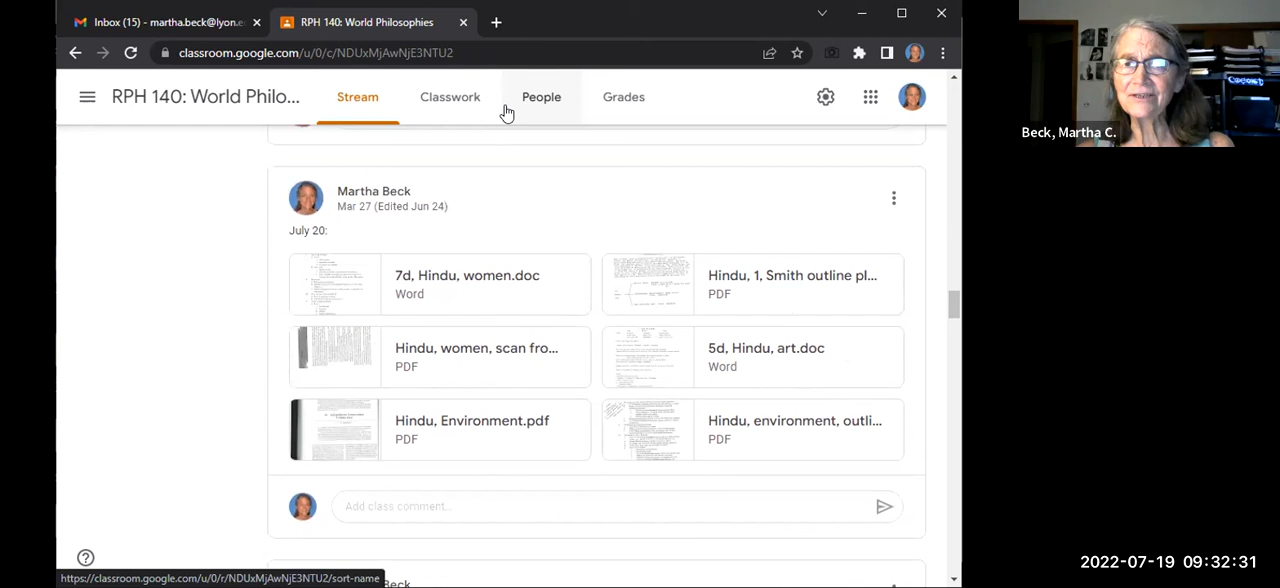 Inbox (15) - martha.beck@lyon.e
RPH 140: World Philosophies
classroom.google.com/u/0/c/NDUxMjAwNjE3NTU2
RPH 140: World Philo...
Stream
Classwork
People
Grades
Martha Beck
Mar 27 (Edited Jun 24)
July 20:
7d, Hindu, women.doc
Word
Hindu, 1. Smith outline pl...
PDF
Hindu, women, scan fro...
PDF
5d, Hindu, art.doc
Word
Hindu, Environment.pdf
PDF
Hindu, environment, outli...
PDF
Add class comment...
Beck
https://classroom.google.com/u/0/r/NDUxMjAwNjE3NTU2/sort-name
Beck, Martha C.
2022-07-19 09:32:31